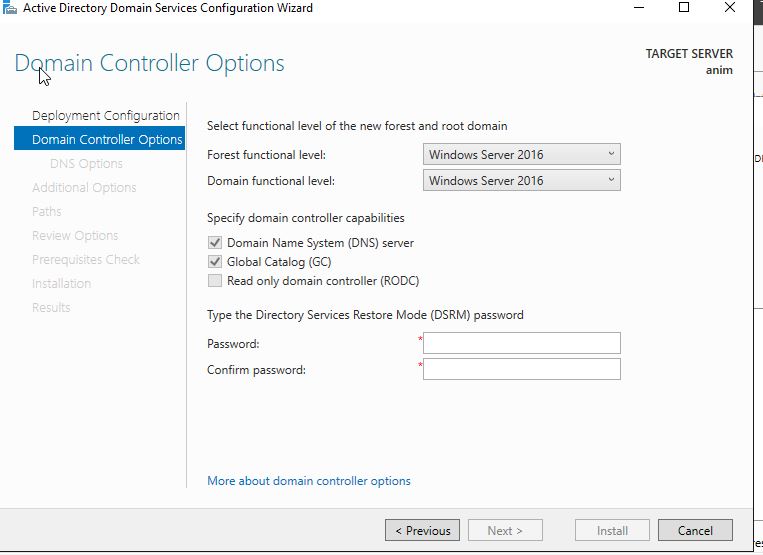 Active Directory Domain Services Configuration Wizard
Domain Controller Options
TARGET SERVER
anim
Deployment Configuration
Domain Controller Options
DNS Options
Additional Options
Paths
Review Options
Prerequisites Check
Installation
Results
Select functional level of the new forest and root domain
Forest functional level: Windows Server 2016
Domain functional level: Windows Server 2016
Specify domain controller capabilities
Domain Name System (DNS) server
Global Catalog (GC)
Read only domain controller (RODC)
Type the Directory Services Restore Mode (DSRM) password
Password: *
Confirm password: *
More about domain controller options
< Previous Next > Install Cancel